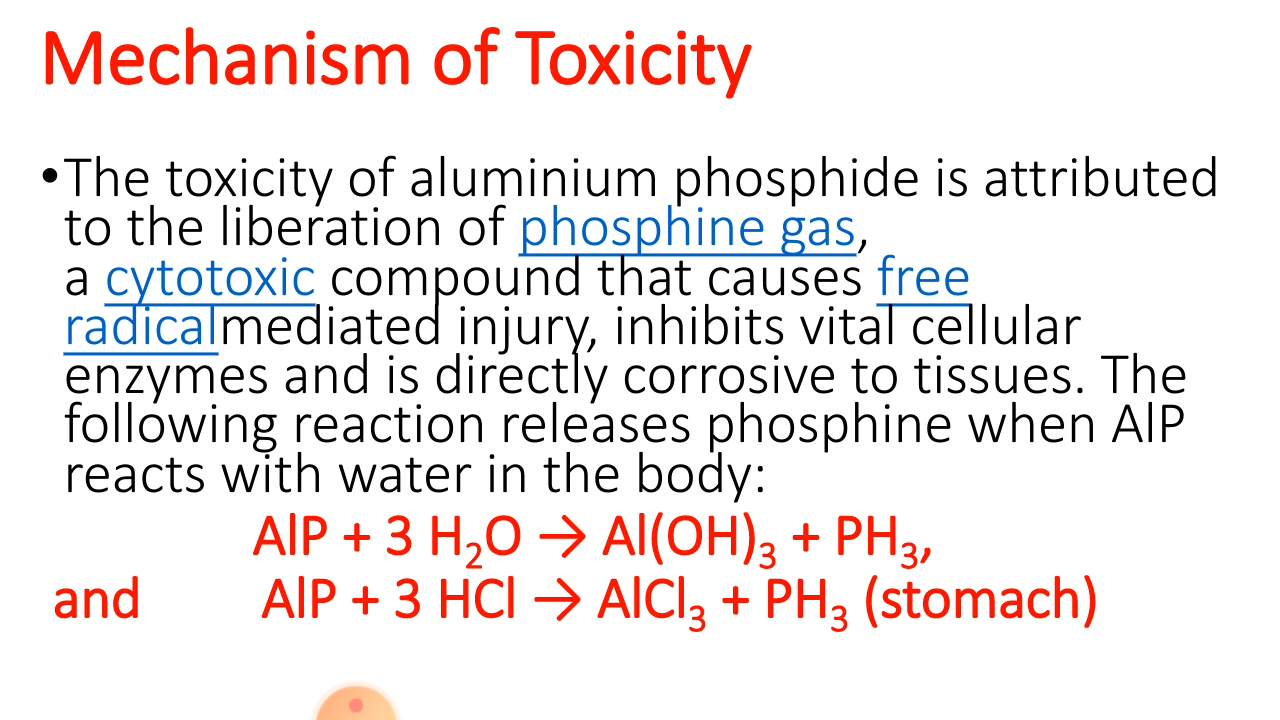 Mechanism of Toxicity
•The toxicity of aluminium phosphide is attributed
to the liberation of phosphine gas,
a cytotoxic compound that causes free
radicalmediated injury, inhibits vital cellular
enzymes and is directly corrosive to tissues. The
following reaction releases phosphine when AlP
reacts with water in the body:
AlP + 3 H₂O → Al(OH)₃ + PH₃,
and AlP + 3 HCl → AlCl₃ + PH₃ (stomach)